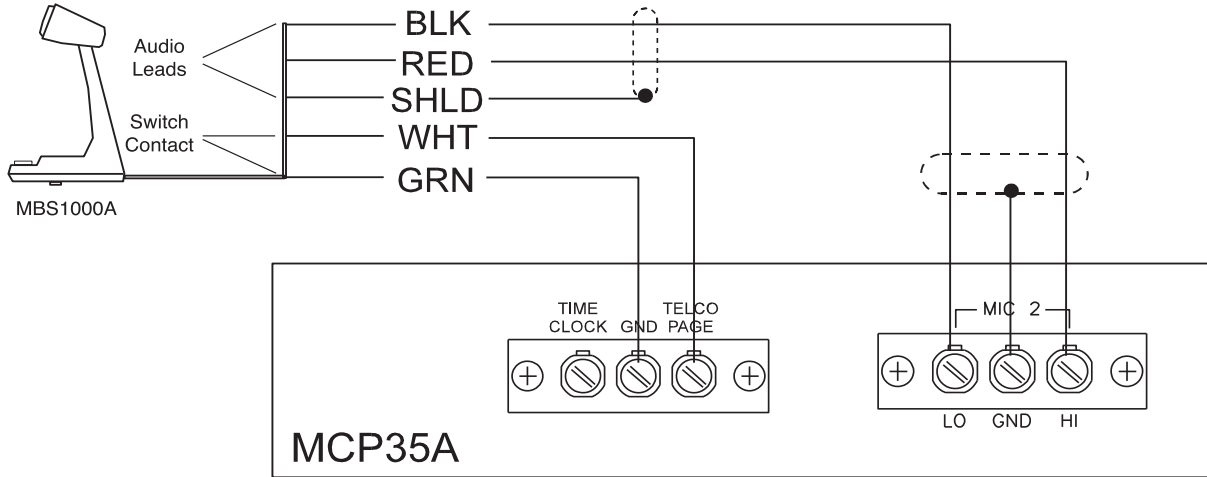 BLK
Audio
Leads
RED
SHLD
Switch
Contact
WHT
GRN
MBS1000A
TIME
CLOCK
GND
TELCO
PAGE
MIC 2
LO
GND
HI
MCP35A